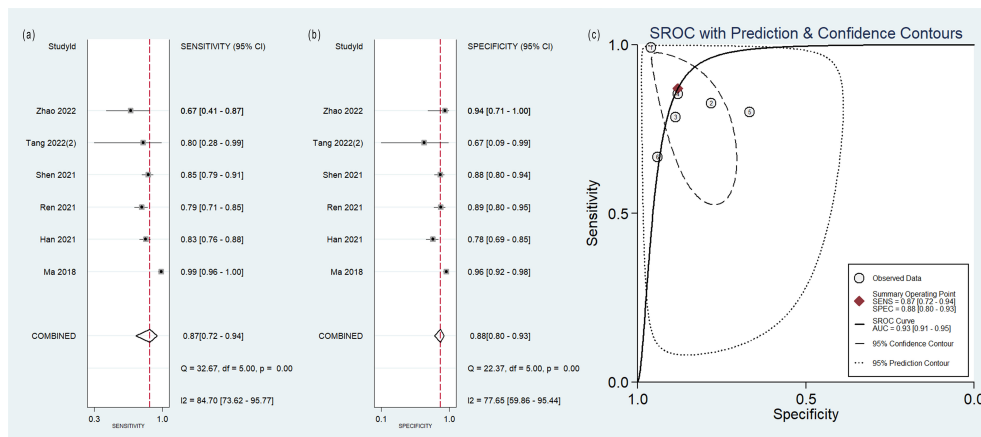 (a)
StudyId SENSITIVITY (95% CI)
Zhao 2022 0.67 [0.41 - 0.87]
Tang 2022(2) 0.80 [0.28 - 0.99]
Shen 2021 0.85 [0.79 - 0.91]
Ren 2021 0.79 [0.71 - 0.85]
Han 2021 0.83 [0.76 - 0.88]
Ma 2018 0.99 [0.96 - 1.00]
COMBINED 0.87[0.72 - 0.94]
Q = 32.67, df = 5.00, p = 0.00
I2 = 84.70 [73.62 - 95.77]
0.3 1.0
SENSITIVITY
(b)
StudyId SPECIFICITY (95% CI)
Zhao 2022 0.94 [0.71 - 1.00]
Tang 2022(2) 0.67 [0.09 - 0.99]
Shen 2021 0.88 [0.80 - 0.94]
Ren 2021 0.89 [0.80 - 0.95]
Han 2021 0.78 [0.69 - 0.85]
Ma 2018 0.96 [0.92 - 0.98]
COMBINED 0.88[0.80 - 0.93]
Q = 22.37, df = 5.00, p = 0.00
I2 = 77.65 [59.86 - 95.44]
0.1 1.0
SPECIFICITY
(c)
SROC with Prediction & Confidence Contours
1.0
0.5
0.0
Sensitivity
1
2
3
5
6
Observed Data
Summary Operating Point
SENS = 0.87 [0.72 - 0.94]
SPEC = 0.88 [0.80 - 0.93]
SROC Curve
AUC = 0.93 [0.91 - 0.95]
95% Confidence Contour
95% Prediction Contour
1.0 0.5 0.0
Specificity